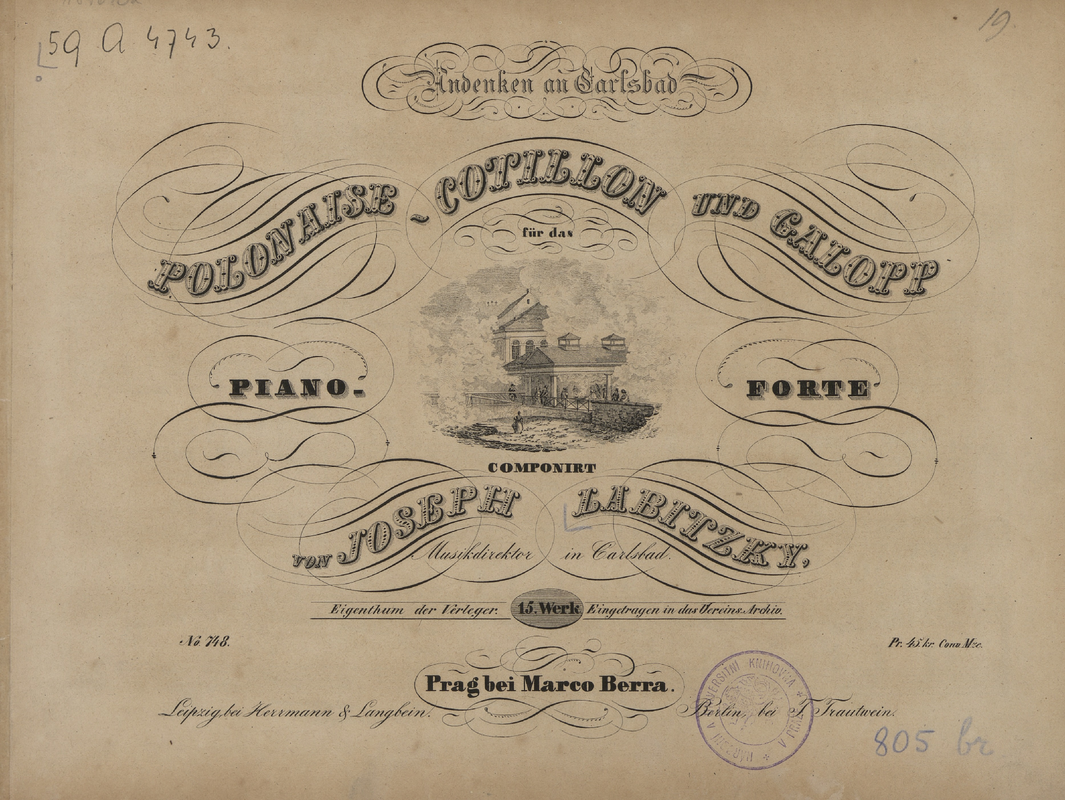 59 A 4743.
19.
Andenken an Carlsbad
POLONAISE - COTILLON UND GALOPP
für das
PIANO- FORTE
COMPONIRT
VON JOSEPH LABITZKY,
Musikdirektor in Carlsbad.
Eigenthum der Verleger. 15. Werk Eingetragen in das Vereins Archiv.
No 748. Pr. 45 kr. Conv. Mze.
Prag bei Marco Berra.
Leipzig, bei Herrmann & Langbein. Berlin, bei T. Trautwein.
805 br